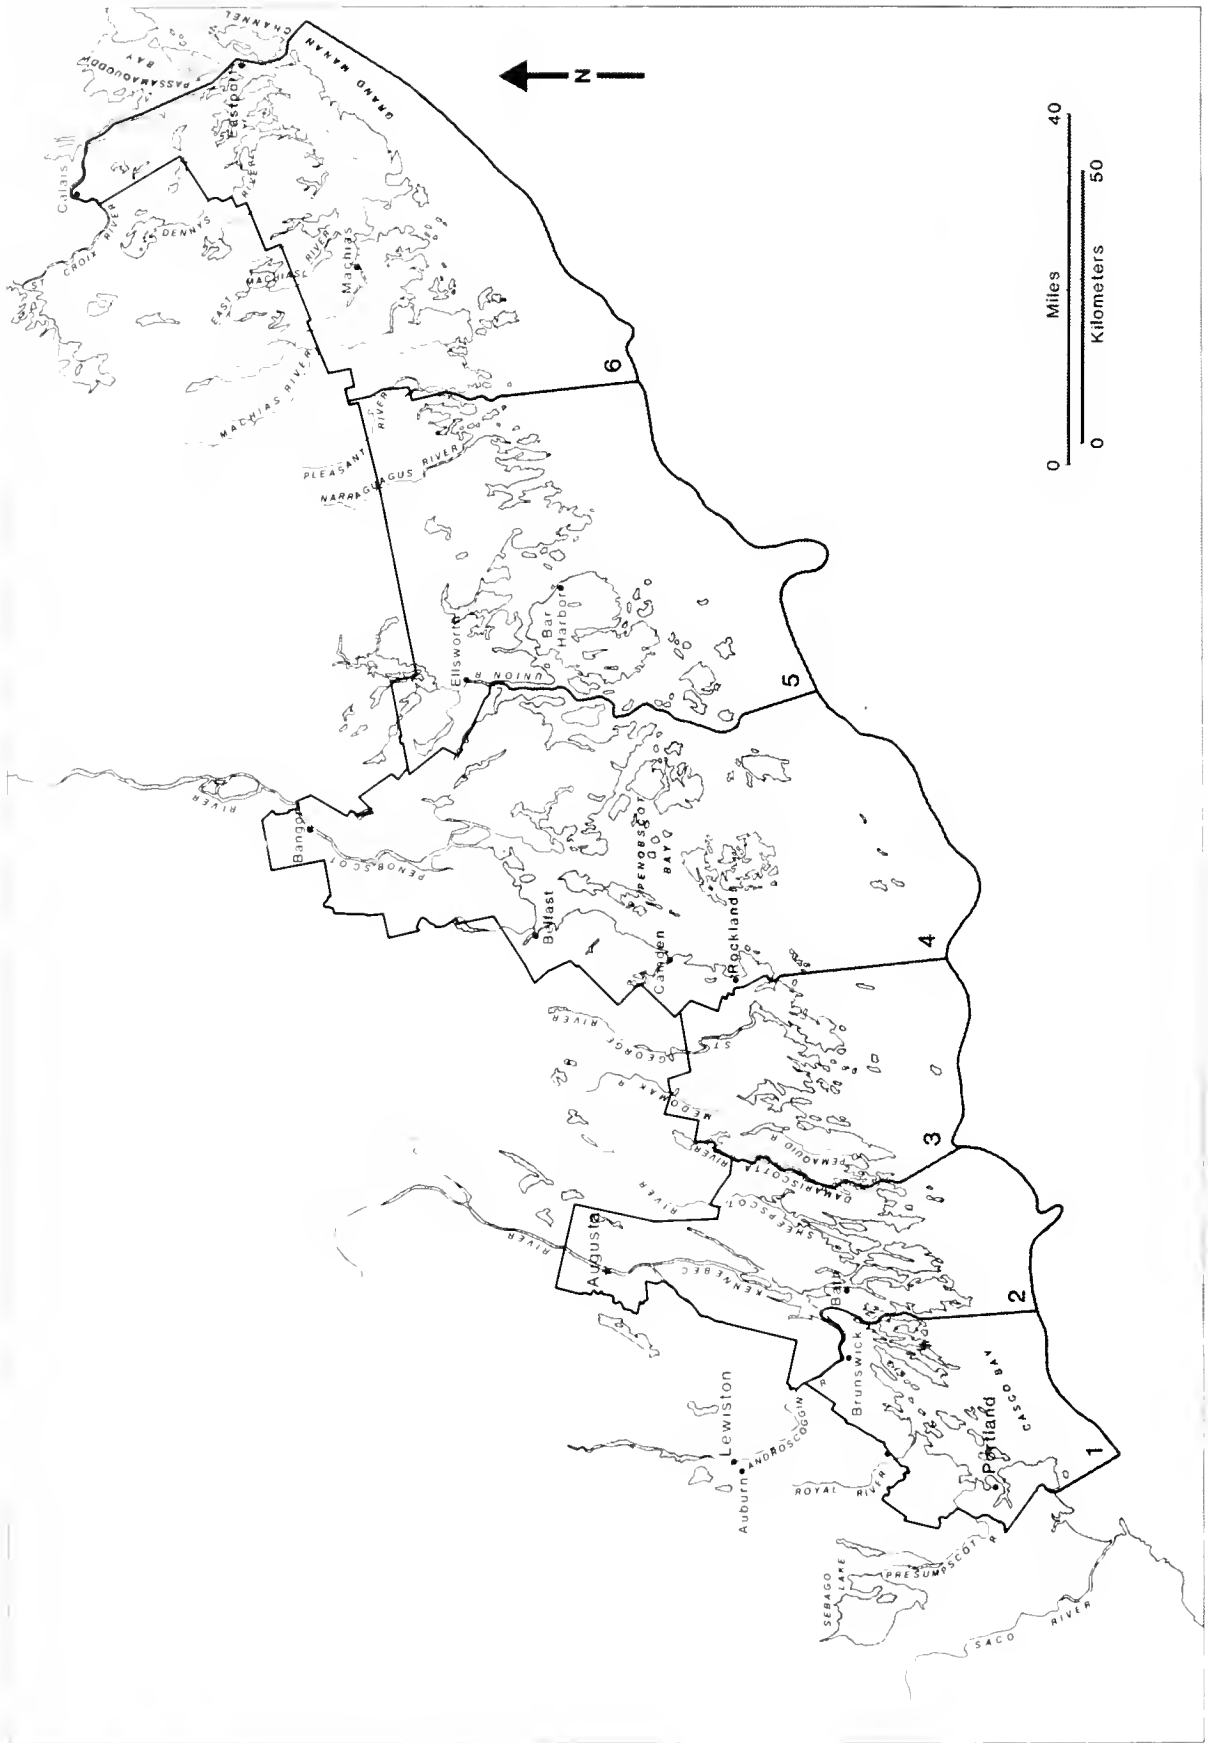 GRAND MANAN
CHANNEL
PASSAMAQUODDY
BAY
Eastport
Calais
ST CROIX RIVER
DENNYS RIVER
EAST MACHIAS RIVER
Machias
MACHIAS RIVER
PLEASANT RIVER
NARRAGUAGUS RIVER
N
6
Ellsworth
UNION R
Bar
Harbor
5
Bangor
PENOBSCOT RIVER
Belfast
PENOBSCOT
BAY
Camden
Rockland
4
ST. GEORGE RIVER
MEDOMAK R
PEMAQUID R
DAMARISCOTTA RIVER
3
SHEEPSCOT RIVER
Augusta
KENNEBEC RIVER
Bath
2
Brunswick
Lewiston
Auburn
ANDROSCOGGIN R
ROYAL RIVER
Portland
CASCO BAY
1
PRESUMPSCOT R
SEBAGO
LAKE
SACO RIVER
0 Miles 40
0 Kilometers 50